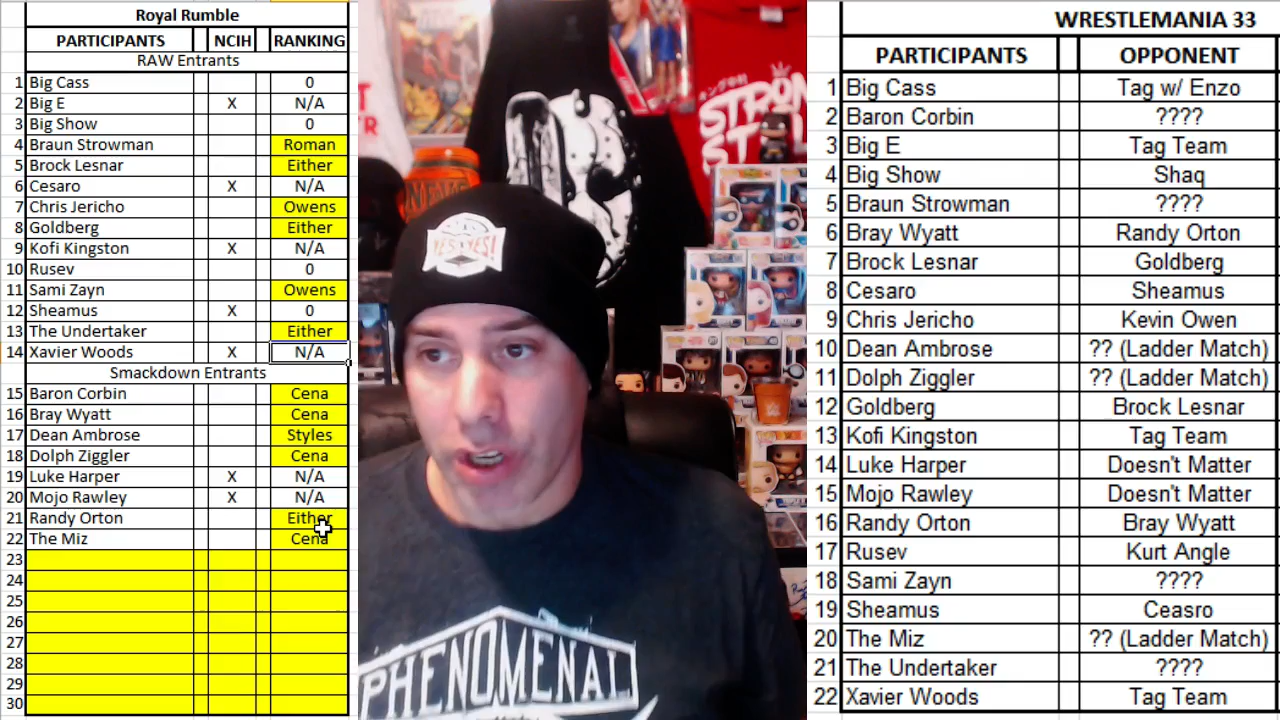 Royal Rumble
PARTICIPANTS NCIH RANKING
RAW Entrants
1 Big Cass 0
2 Big E X N/A
3 Big Show 0
4 Braun Strowman Roman
5 Brock Lesnar Either
6 Cesaro X N/A
7 Chris Jericho Owens
8 Goldberg Either
9 Kofi Kingston X N/A
10 Rusev 0
11 Sami Zayn Owens
12 Sheamus X 0
13 The Undertaker Either
14 Xavier Woods X N/A
Smackdown Entrants
15 Baron Corbin Cena
16 Bray Wyatt Cena
17 Dean Ambrose Styles
18 Dolph Ziggler Cena
19 Luke Harper X N/A
20 Mojo Rawley X N/A
21 Randy Orton Either
22 The Miz Cena
23
24
25
26
27
28
29
30
STRONG
YES! YES!
PHENOMENAL
WRESTLEMANIA 33
PARTICIPANTS OPPONENT
1 Big Cass Tag w/ Enzo
2 Baron Corbin ????
3 Big E Tag Team
4 Big Show Shaq
5 Braun Strowman ????
6 Bray Wyatt Randy Orton
7 Brock Lesnar Goldberg
8 Cesaro Sheamus
9 Chris Jericho Kevin Owen
10 Dean Ambrose ?? (Ladder Match)
11 Dolph Ziggler ?? (Ladder Match)
12 Goldberg Brock Lesnar
13 Kofi Kingston Tag Team
14 Luke Harper Doesn't Matter
15 Mojo Rawley Doesn't Matter
16 Randy Orton Bray Wyatt
17 Rusev Kurt Angle
18 Sami Zayn ????
19 Sheamus Ceasro
20 The Miz ?? (Ladder Match)
21 The Undertaker ????
22 Xavier Woods Tag Team